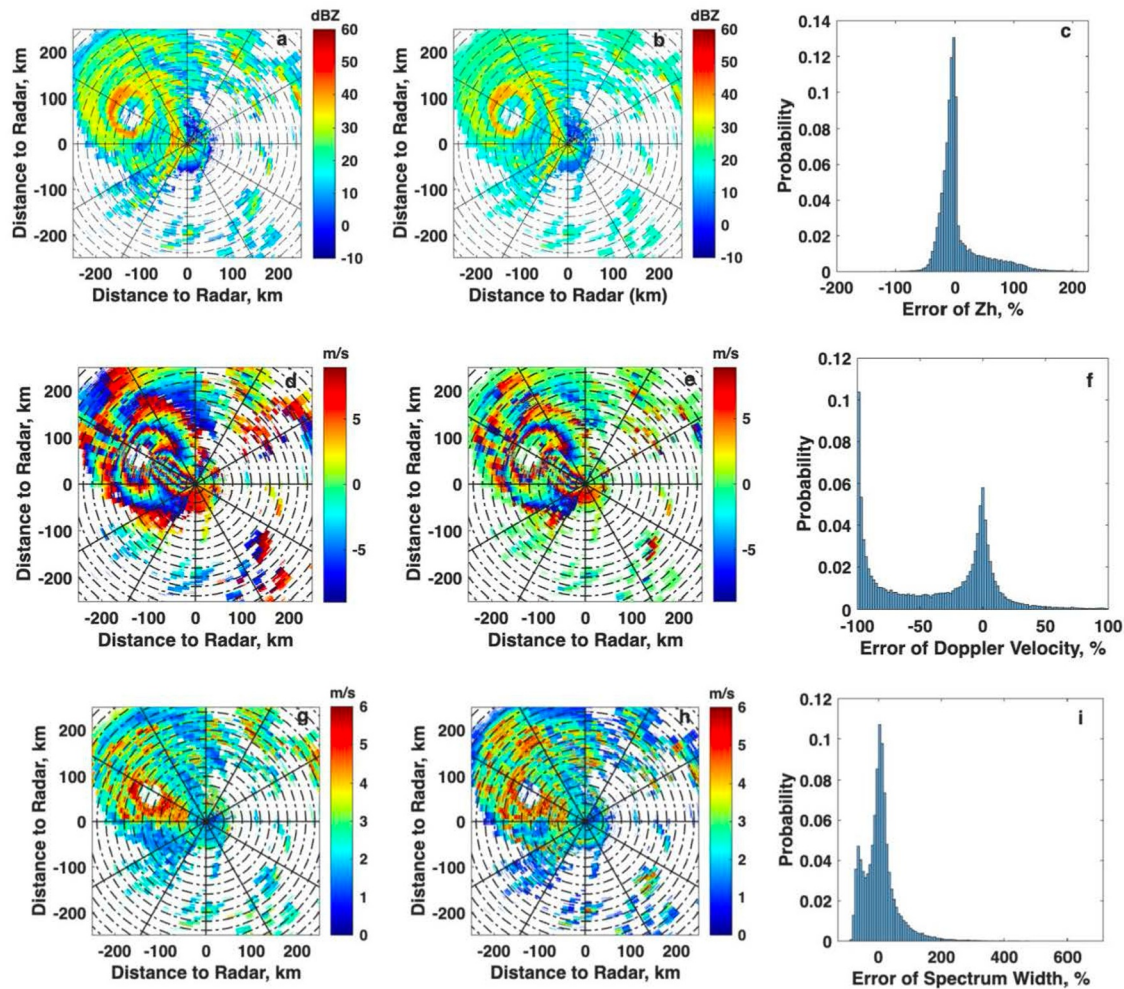 dBZ
a
60
50
40
30
20
10
0
-10
200
100
0
-100
-200
-200 -100 0 100 200
Distance to Radar, km
Distance to Radar, km
dBZ
b
60
50
40
30
20
10
0
-10
200
100
0
-100
-200
-200 -100 0 100 200
Distance to Radar, km
Distance to Radar (km)
c
0.14
0.12
0.1
0.08
0.06
0.04
0.02
0
-200 -100 0 100 200
Probability
Error of Zh, %
m/s
d
5
0
-5
200
100
0
-100
-200
-200 -100 0 100 200
Distance to Radar, km
Distance to Radar, km
m/s
e
5
0
-5
200
100
0
-100
-200
-200 -100 0 100 200
Distance to Radar, km
Distance to Radar, km
f
0.12
0.1
0.08
0.06
0.04
0.02
0
-100 -50 0 50 100
Probability
Error of Doppler Velocity, %
m/s
g
6
5
4
3
2
1
0
200
100
0
-100
-200
-200 -100 0 100 200
Distance to Radar, km
Distance to Radar, km
m/s
h
6
5
4
3
2
1
0
200
100
0
-100
-200
-200 -100 0 100 200
Distance to Radar, km
Distance to Radar, km
i
0.12
0.1
0.08
0.06
0.04
0.02
0
0 200 400 600
Probability
Error of Spectrum Width, %